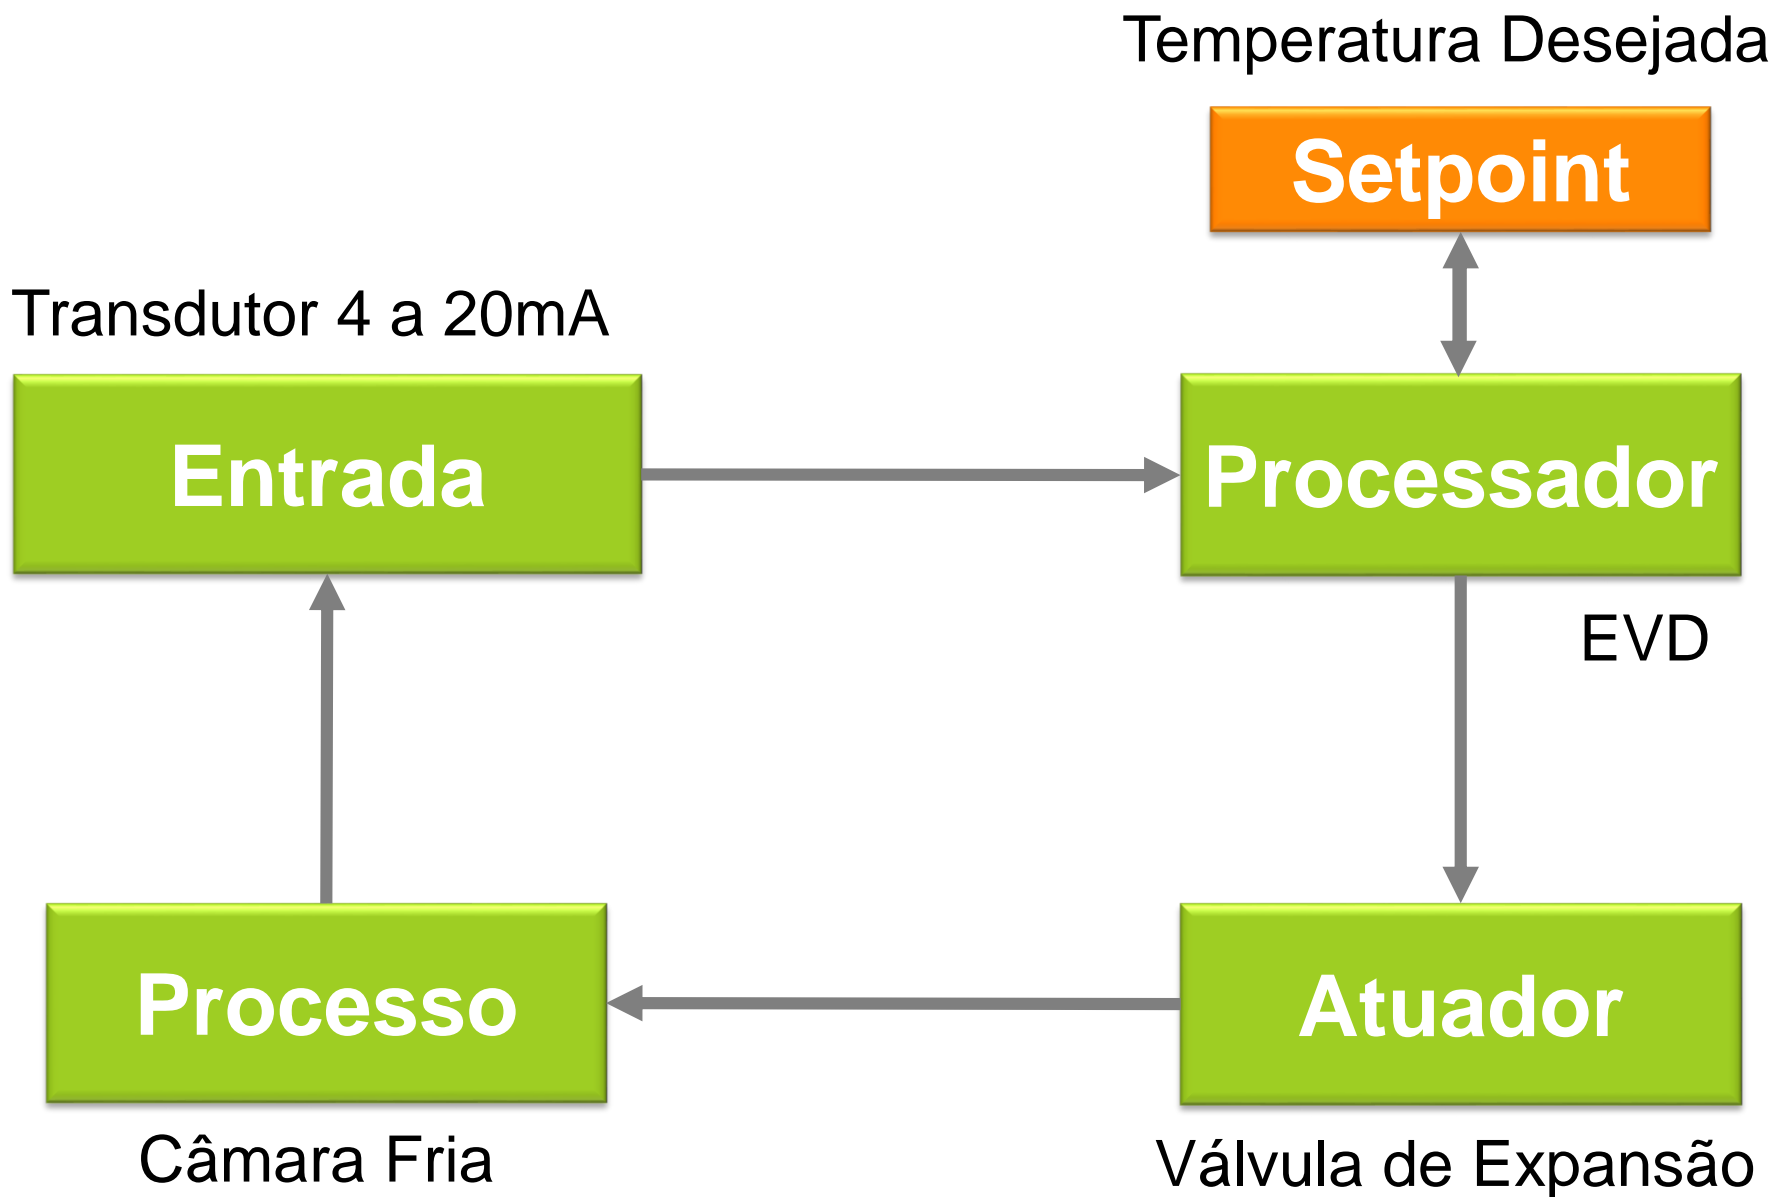 Temperatura Desejada
Setpoint
Transdutor 4 a 20mA
Entrada
Processador
EVD
Processo
Atuador
Câmara Fria
Válvula de Expansão